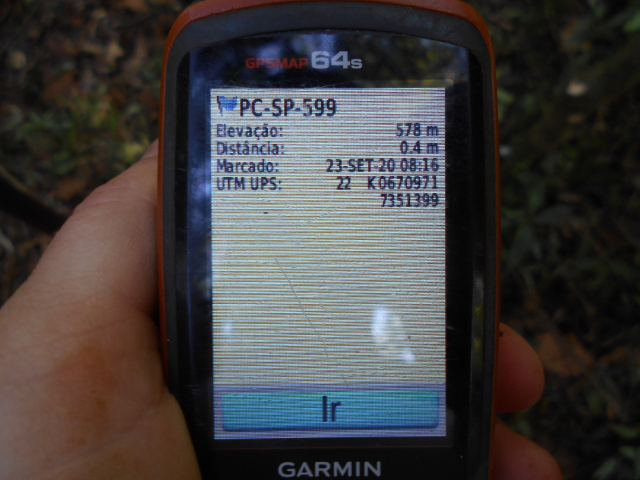 GPSMAP 64s
PC-SP-599
Elevação: 578 m
Distância: 0.4 m
Marcado: 23-SET-20 08:16
UTM UPS: 22 K 0670971
7351399
Ir
GARMIN